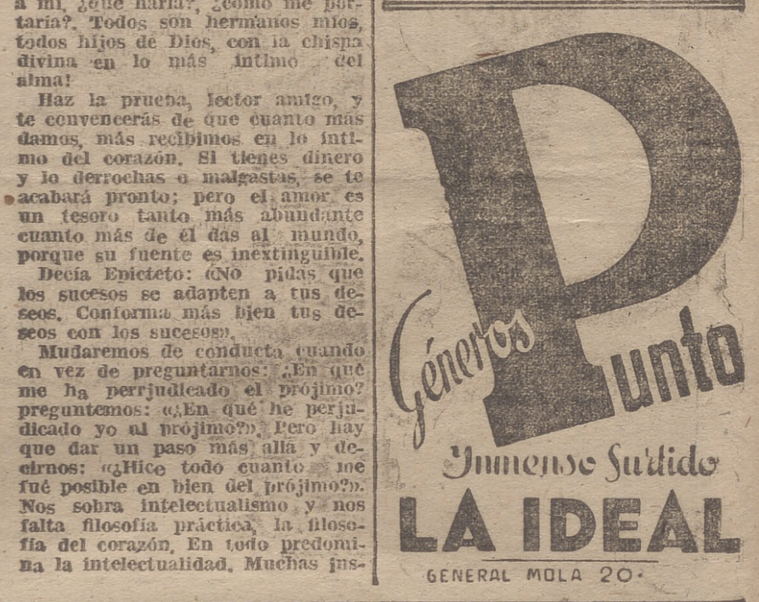 a mí, ¿qué haría?, ¿cómo me por-
taría?. Todos son hermanos míos,
todos hijos de Dios, con la chispa
divina en lo más íntimo del
alma!
Haz la prueba, lector amigo, y
te convencerás de que cuanto más
damos, más recibimos en lo ínti-
mo del corazón. Si tienes dinero
y lo derrochas o malgastas, se te
acabará pronto; pero el amor es
un tesoro tanto más abundante
cuanto más de él das al mundo,
porque su fuente es inextinguible.
Decía Epicteto: «No pidas que
los sucesos se adapten a tus de-
seos. Conforma más bien tus de-
seos con los sucesos».
Mudaremos de conducta cuando
en vez de preguntarnos: ¿En qué
me ha perrjudicado el prójimo?
preguntemos: «¿En qué he perju-
dicado yo al prójimo?». Pero hay
que dar un paso más allá y de-
cirnos: «¿Hice todo cuanto me
fué posible en bien del prójimo?».
Nos sobra intelectualismo y nos
falta filosofía práctica, la filoso-
fía del corazón. En todo predomi-
na la intelectualidad. Muchas jus-
Géneros
Punto
Inmenso Surtido
LA IDEAL
GENERAL MOLA 20.